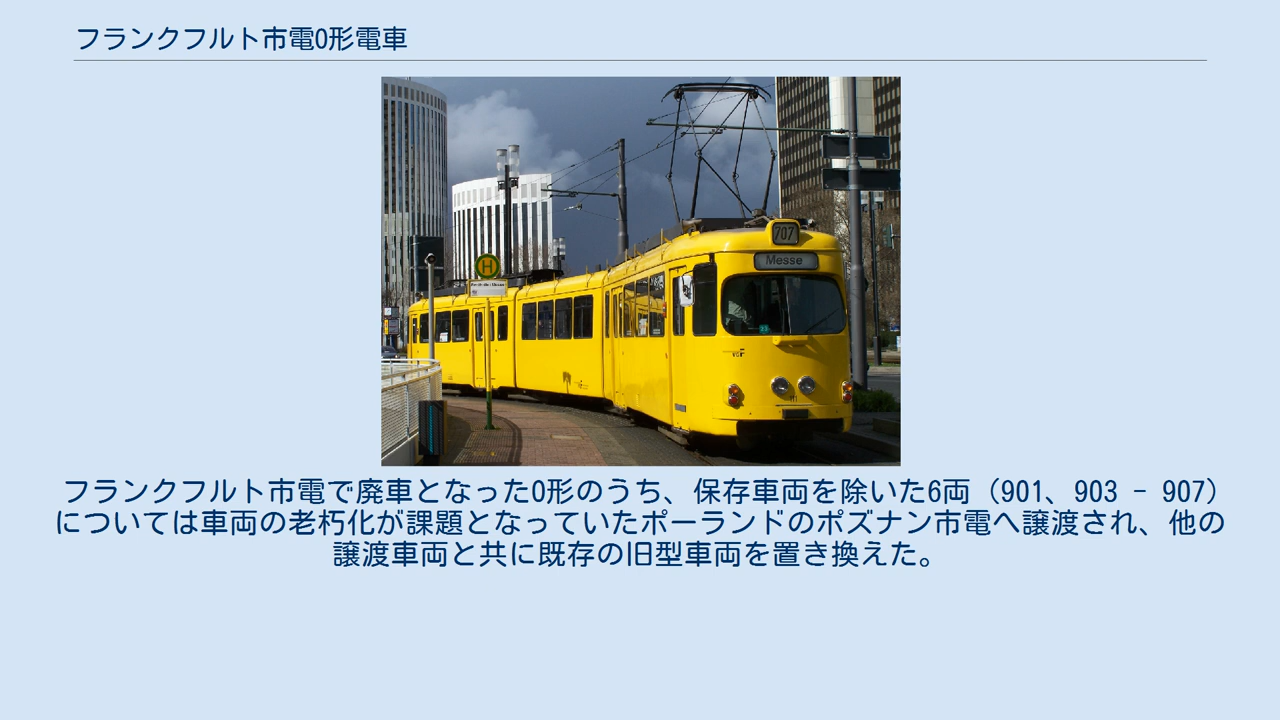 フランクフルト市電O形電車
707
Messe
H
フランクフルト市電で廃車となったO形のうち、保存車両を除いた6両（901、903 - 907）
については車両の老朽化が課題となっていたポーランドのポズナン市電へ譲渡され、他の
譲渡車両と共に既存の旧型車両を置き換えた。